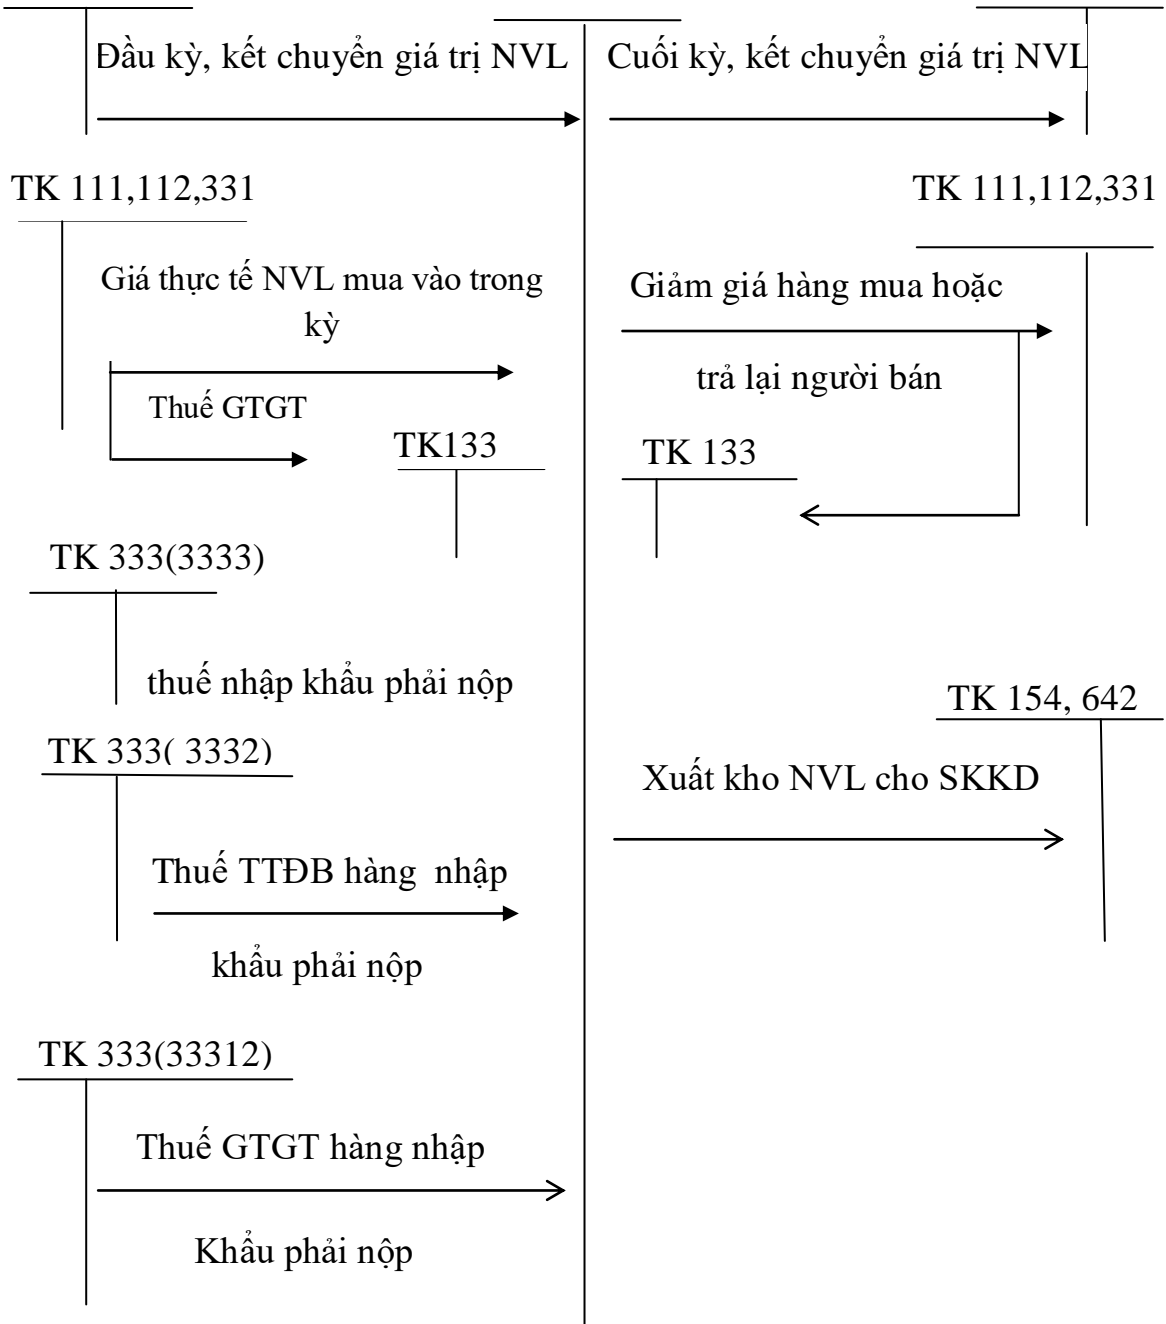 Đầu kỳ, kết chuyển giá trị NVL
Cuối kỳ, kết chuyển giá trị NVL
TK 111,112,331
TK 111,112,331
Giá thực tế NVL mua vào trong
kỳ
Giảm giá hàng mua hoặc
trả lại người bán
Thuế GTGT
TK133
TK 133
TK 333(3333)
thuế nhập khẩu phải nộp
TK 154, 642
TK 333( 3332)
Xuất kho NVL cho SKKD
Thuế TTĐB hàng nhập
khẩu phải nộp
TK 333(33312)
Thuế GTGT hàng nhập
Khẩu phải nộp